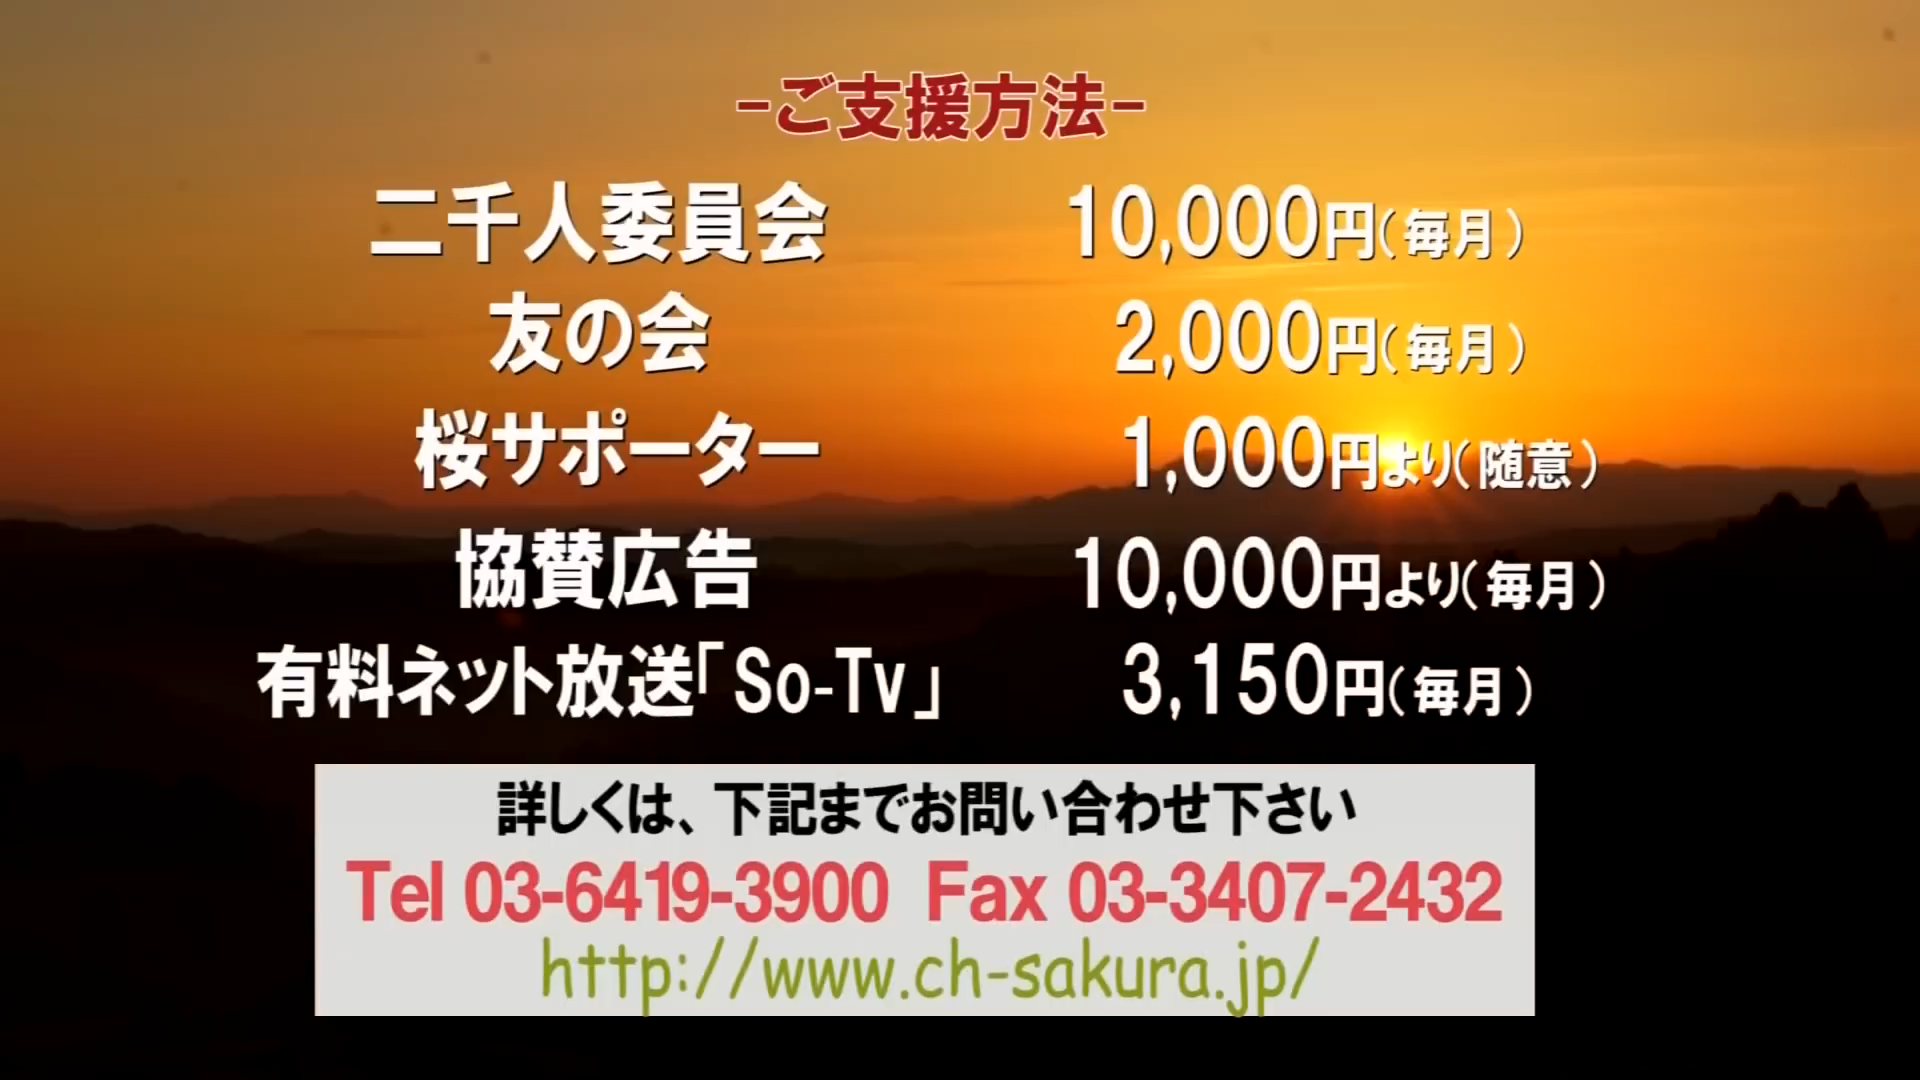 -ご支援方法-
二千人委員会 10,000円(毎月)
友の会 2,000円(毎月)
桜サポーター 1,000円より(随意)
協賛広告 10,000円より(毎月)
有料ネット放送「So-Tv」 3,150円(毎月)
詳しくは、下記までお問い合わせ下さい
Tel 03-6419-3900 Fax 03-3407-2432
http://www.ch-sakura.jp/